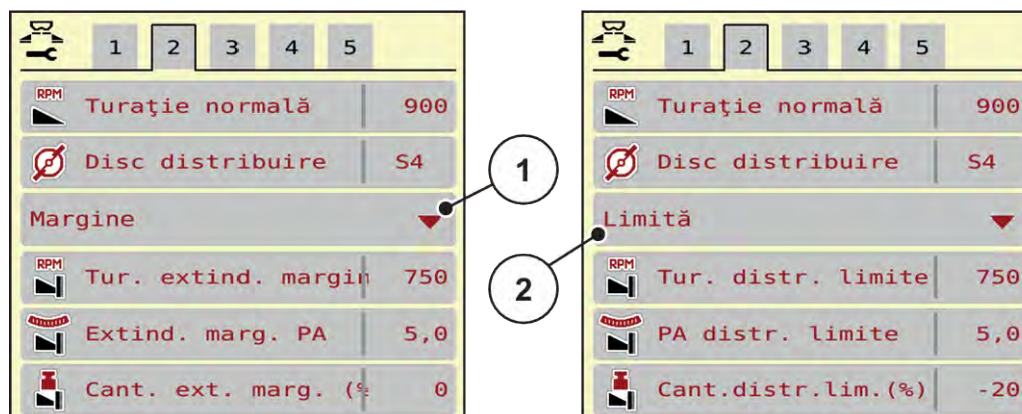 1 2 3 4 5
RPM Turaţie normală 900
Disc distribuire S4
Margine
RPM Tur. extind. margin 750
Extind. marg. PA 5,0
Cant. ext. marg. (% 0
1
2
1 2 3 4 5
RPM Turaţie normală 900
Disc distribuire S4
Limită
RPM Tur. distr. limite 750
PA distr. limite 5,0
Cant.distr.lim.(%) -20